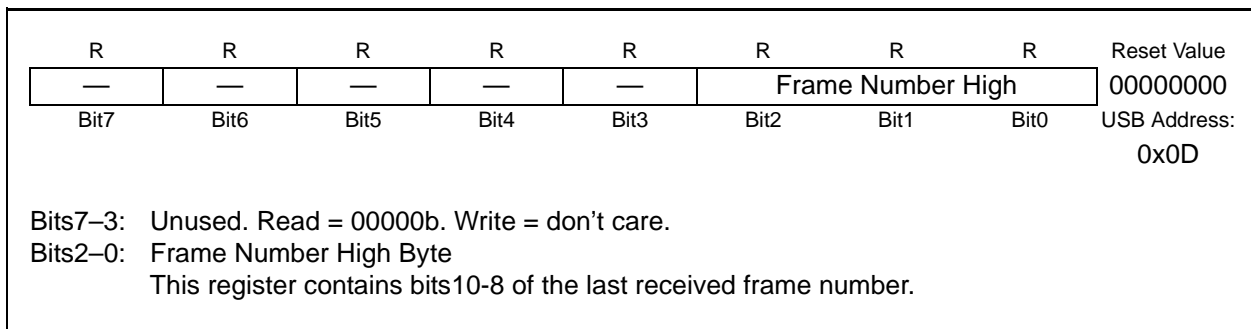 R R R R R R R R Reset Value
— — — — — Frame Number High 00000000
Bit7 Bit6 Bit5 Bit4 Bit3 Bit2 Bit1 Bit0 USB Address:
0x0D
Bits7–3: Unused. Read = 00000b. Write = don’t care.
Bits2–0: Frame Number High Byte
This register contains bits10-8 of the last received frame number.